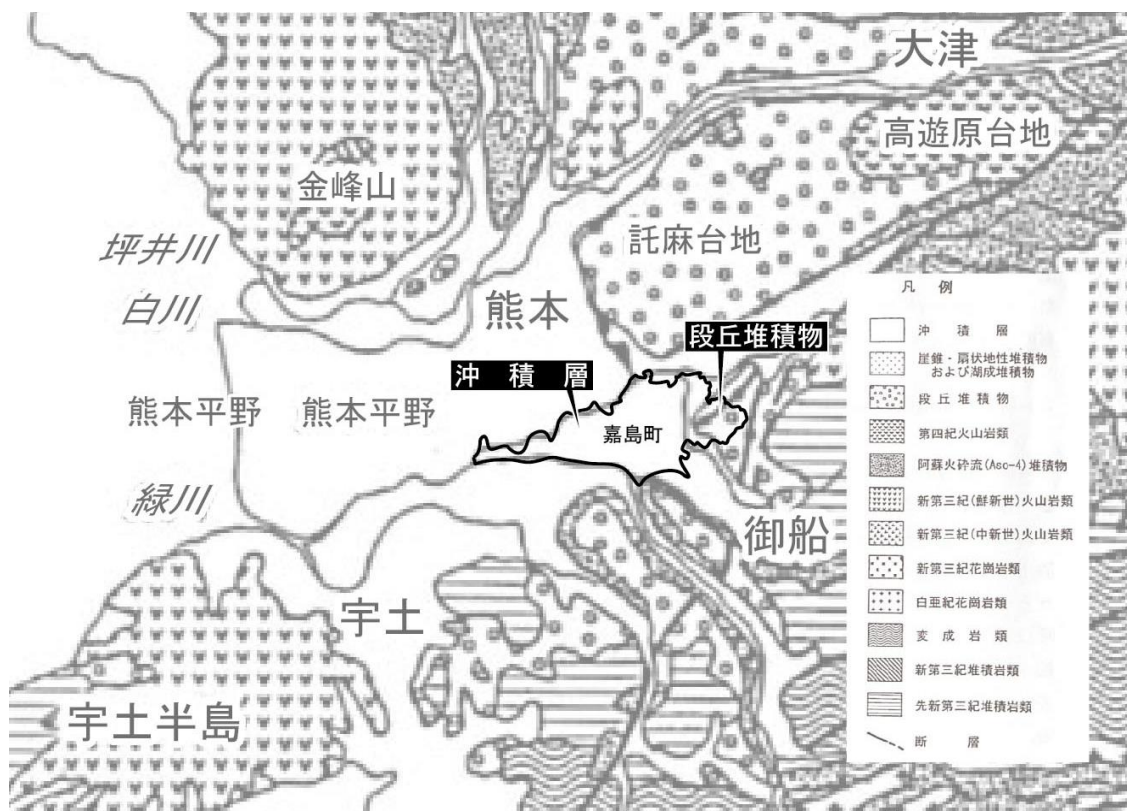 大津
高遊原台地
金峰山
託麻台地
坪井川
白川
熊本
段丘堆積物
沖積層
熊本平野
熊本平野
嘉島町
緑川
御船
宇土
宇土半島
凡例
沖積層
崖錐・扇状地性堆積物
および湖成堆積物
段丘堆積物
第四紀火山岩類
阿蘇火砕流(Aso-4)堆積物
新第三紀(鮮新世)火山岩類
新第三紀(中新世)火山岩類
新第三紀花崗岩類
白亜紀花崗岩類
変成岩類
新第三紀堆積岩類
先新第三紀堆積岩類
断層